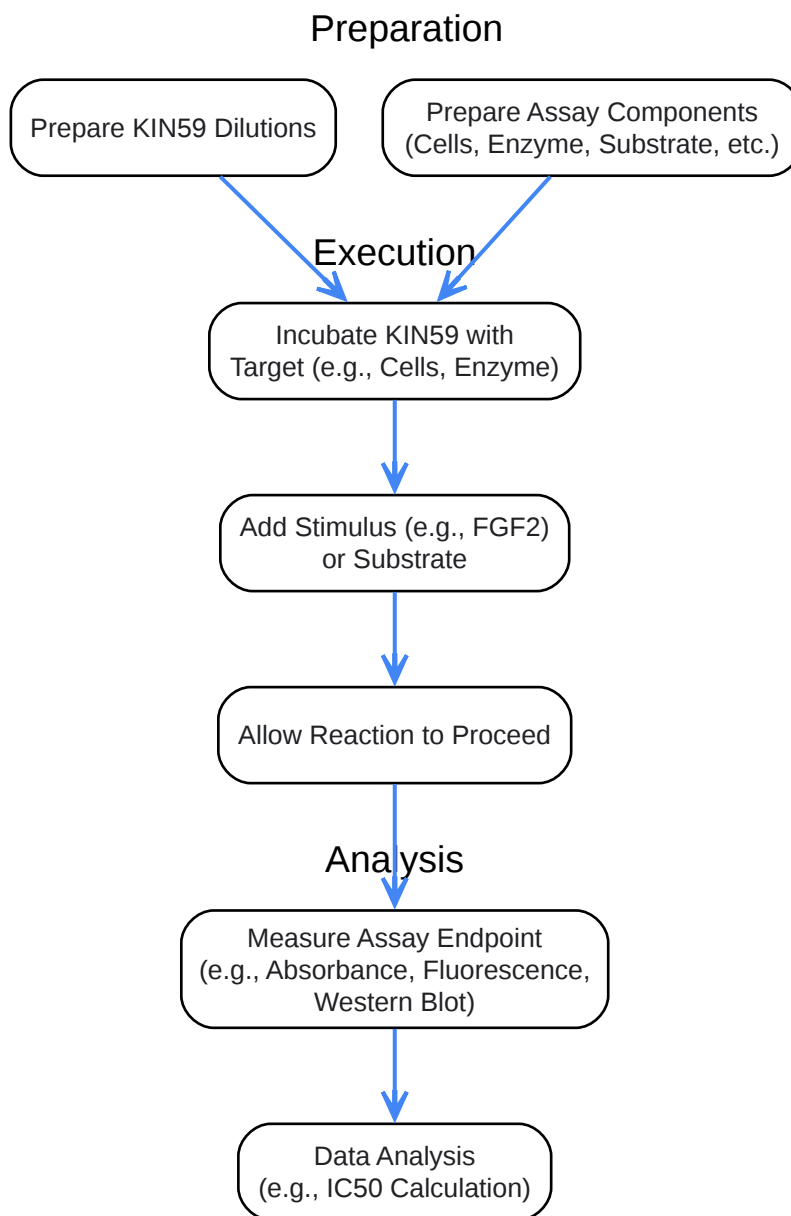 Preparation
Prepare KIN59 Dilutions
Prepare Assay Components
(Cells, Enzyme, Substrate, etc.)
Execution
Incubate KIN59 with
Target (e.g., Cells, Enzyme)
Add Stimulus (e.g., FGF2)
or Substrate
Allow Reaction to Proceed
Analysis
Measure Assay Endpoint
(e.g., Absorbance, Fluorescence,
Western Blot)
Data Analysis
(e.g., IC50 Calculation)